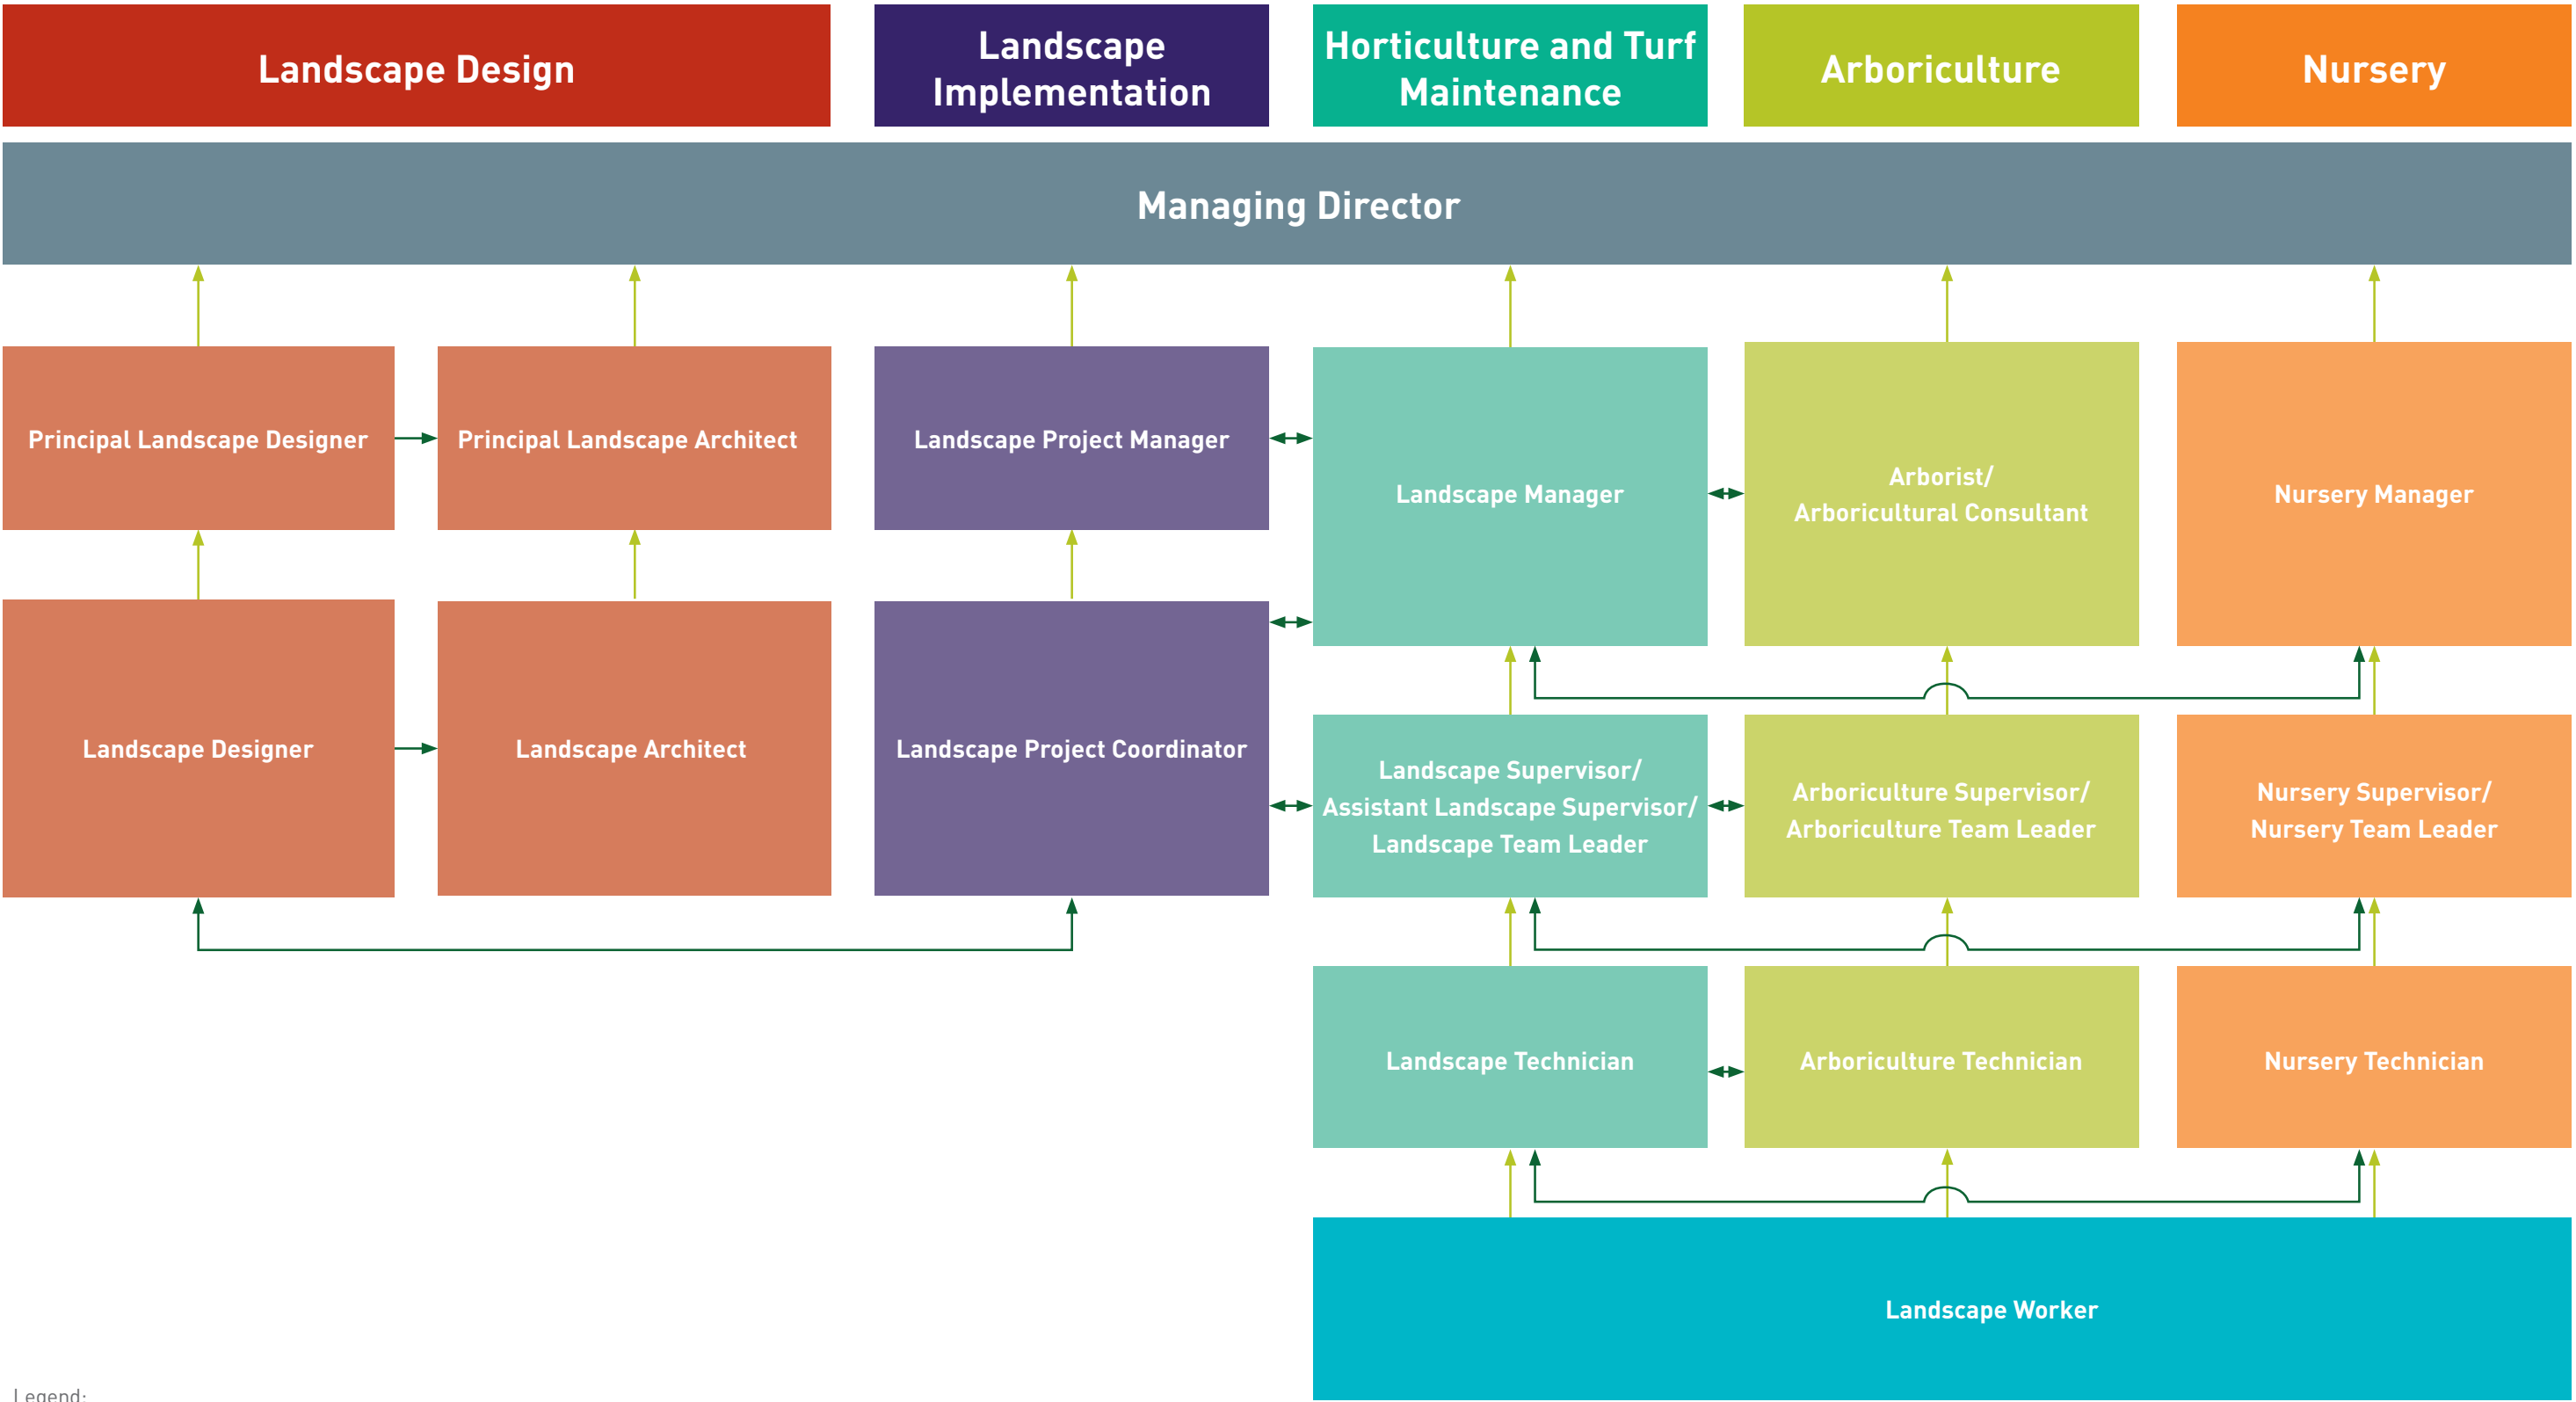 Landscape Design
Landscape
Implementation
Horticulture and Turf
Maintenance
Arboriculture
Nursery
Managing Director
Principal Landscape Designer
Principal Landscape Architect
Landscape Project Manager
Landscape Manager
Arborist/
Arboricultural Consultant
Nursery Manager
Landscape Designer
Landscape Architect
Landscape Project Coordinator
Landscape Supervisor/
Assistant Landscape Supervisor/
Landscape Team Leader
Arboriculture Supervisor/
Arboriculture Team Leader
Nursery Supervisor/
Nursery Team Leader
Landscape Technician
Arboriculture Technician
Nursery Technician
Landscape Worker
Legend: